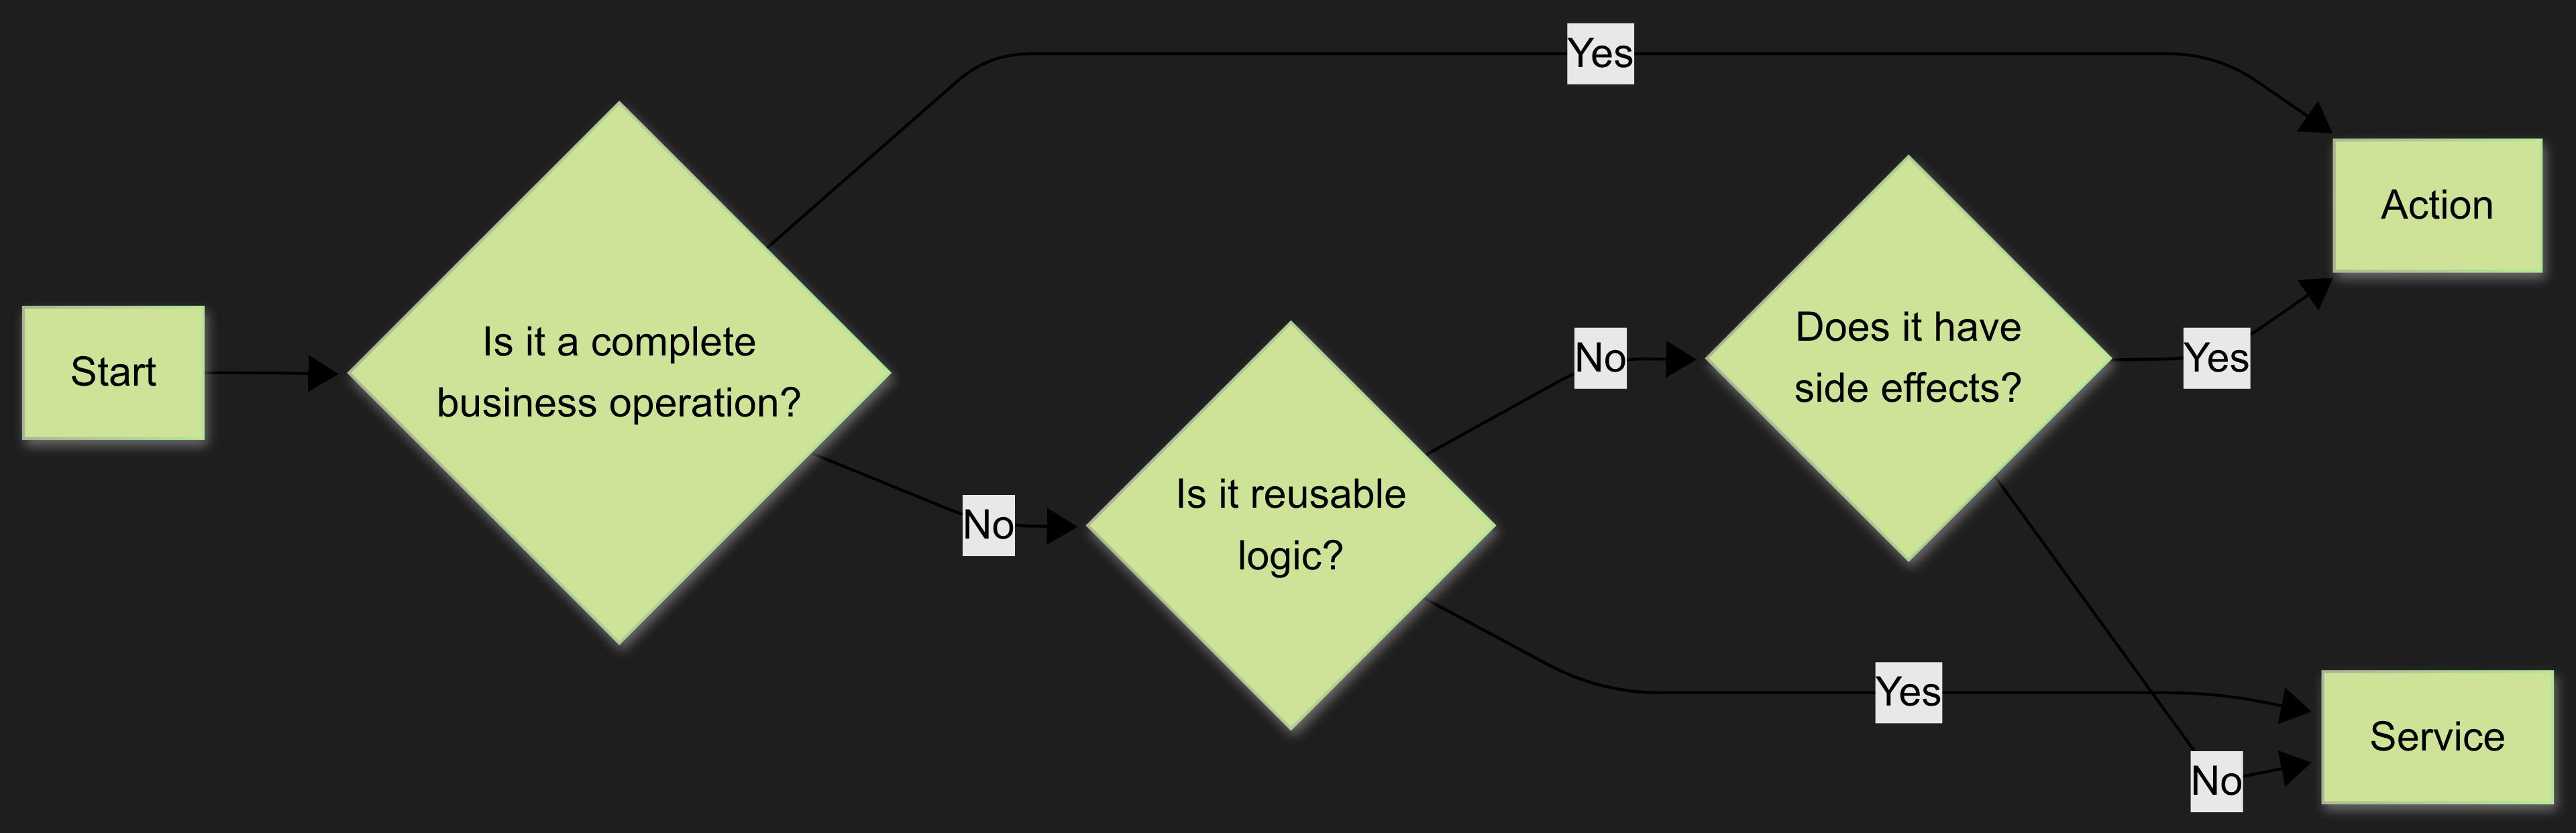 Start
Is it a complete
business operation?
Yes
No
Is it reusable
logic?
No
Yes
Does it have
side effects?
Yes
No
Action
Service